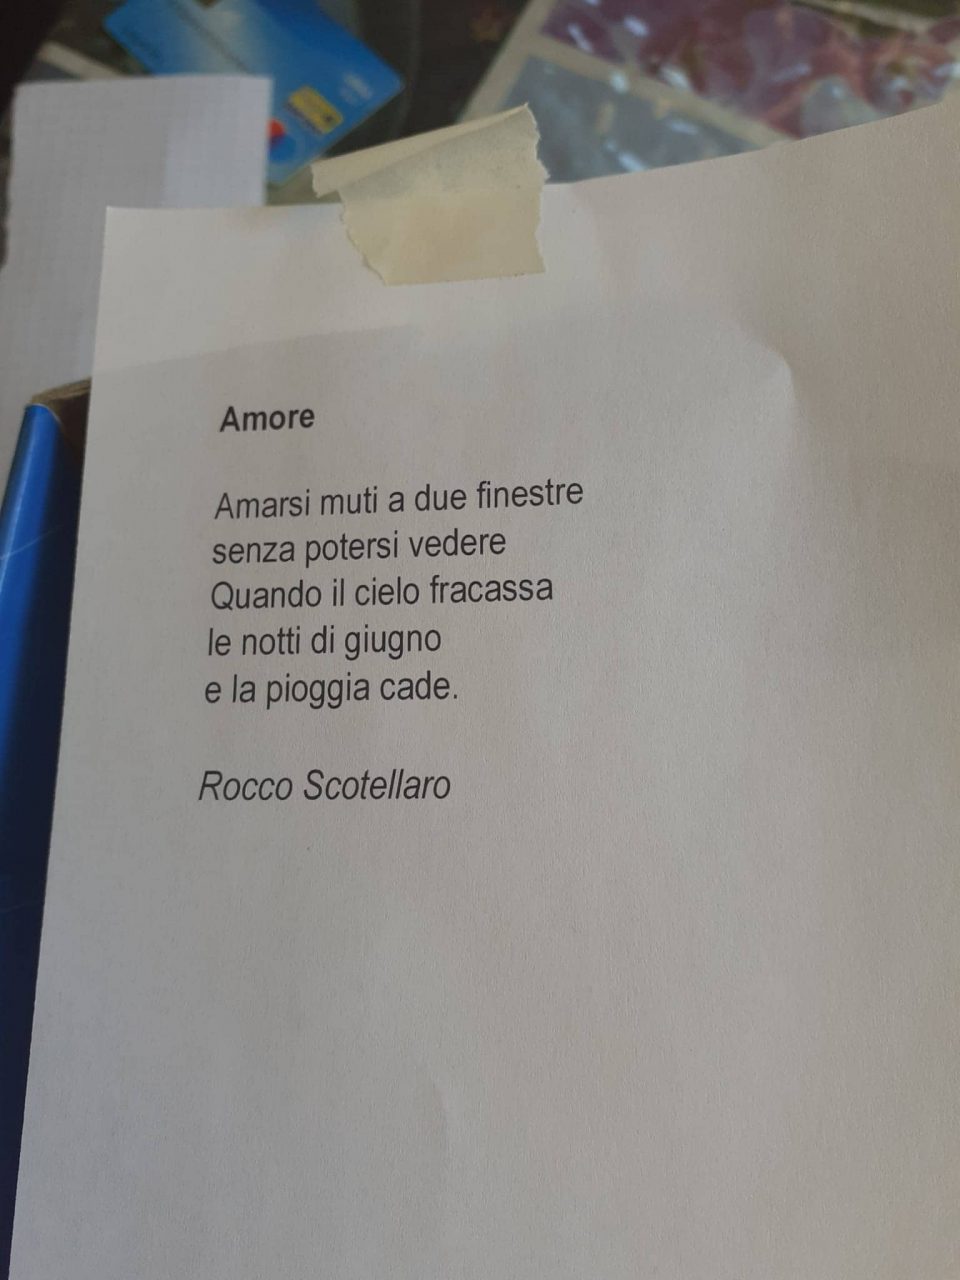 Amore
Amarsi muti a due finestre
senza potersi vedere
Quando il cielo fracassa
le notti di giugno
e la pioggia cade.
Rocco Scotellaro